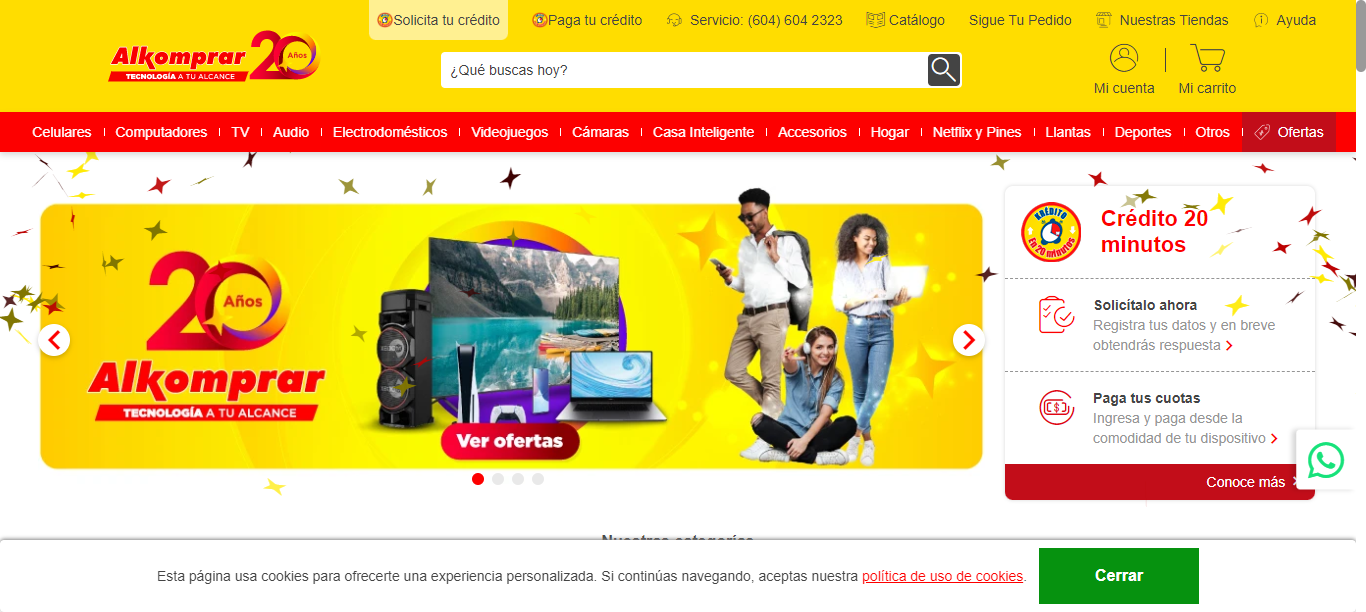 Solicita tu crédito
Paga tu crédito
Servicio: (604) 604 2323
Catálogo
Sigue Tu Pedido
Nuestras Tiendas
Ayuda
Alkomprar 20 Años
TECNOLOGÍA A TU ALCANCE
¿Qué buscas hoy?
Mi cuenta
Mi carrito
Celulares
Computadores
TV
Audio
Electrodomésticos
Videojuegos
Cámaras
Casa Inteligente
Accesorios
Hogar
Netflix y Pines
Llantas
Deportes
Otros
Ofertas
20 Años
Alkomprar
TECNOLOGÍA A TU ALCANCE
Ver ofertas
KRÉDITO
En 20 minutos
Crédito 20
minutos
Solicítalo ahora
Registra tus datos y en breve
obtendrás respuesta
Paga tus cuotas
Ingresa y paga desde la
comodidad de tu dispositivo
Conoce más
Nuestras categorías
Esta página usa cookies para ofrecerte una experiencia personalizada. Si continúas navegando, aceptas nuestra política de uso de cookies.
Cerrar